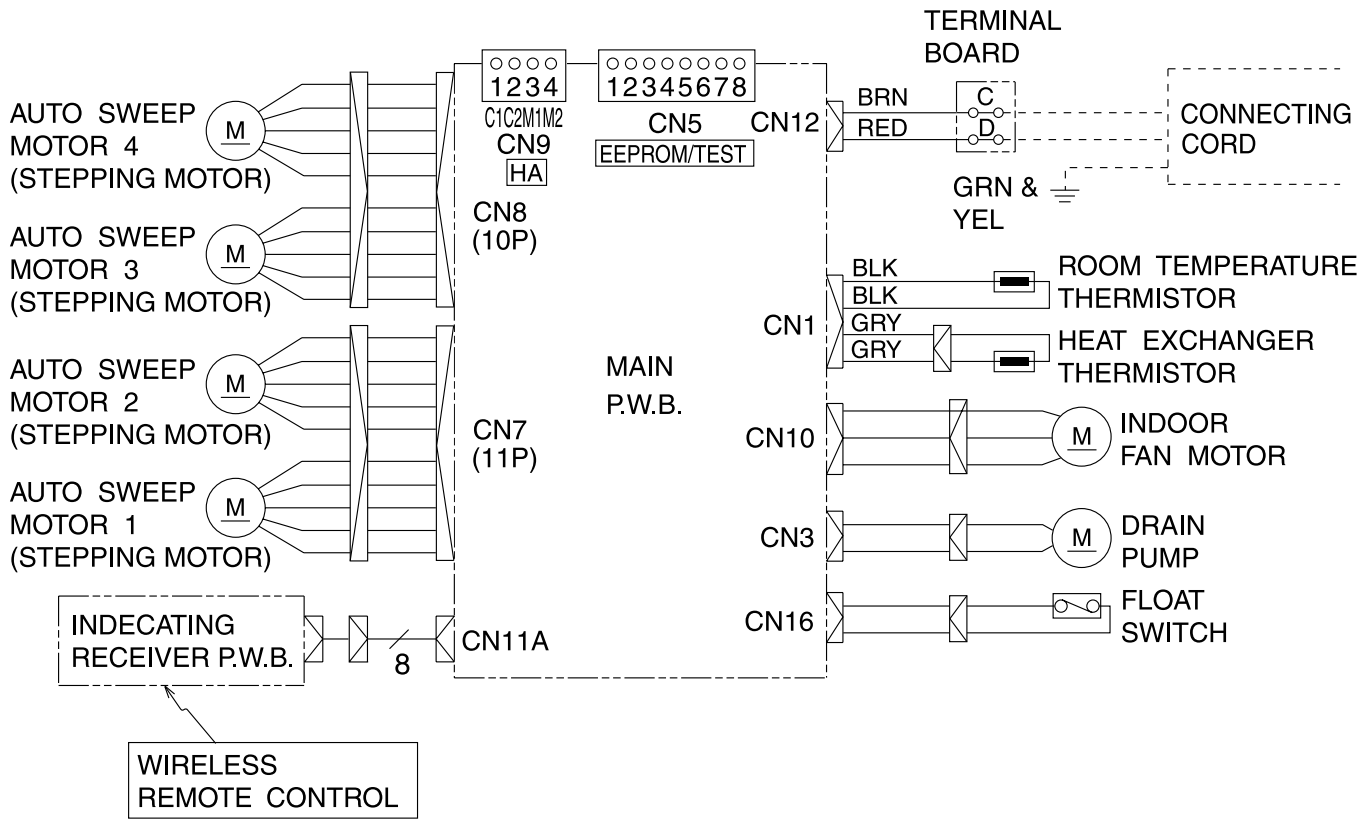 AUTO SWEEP
MOTOR 4
(STEPPING MOTOR)
M
AUTO SWEEP
MOTOR 3
(STEPPING MOTOR)
M
AUTO SWEEP
MOTOR 2
(STEPPING MOTOR)
M
AUTO SWEEP
MOTOR 1
(STEPPING MOTOR)
M
INDECATING
RECEIVER P.W.B.
8
WIRELESS
REMOTE CONTROL
1234
C1C2M1M2
CN9
HA
12345678
CN5
EEPROM/TEST
CN8
(10P)
CN7
(11P)
CN11A
MAIN
P.W.B.
CN12
BRN
RED
TERMINAL
BOARD
C
D
CONNECTING
CORD
GRN &
YEL
CN1
BLK
BLK
GRY
GRY
ROOM TEMPERATURE
THERMISTOR
HEAT EXCHANGER
THERMISTOR
CN10
M
INDOOR
FAN MOTOR
CN3
M
DRAIN
PUMP
CN16
FLOAT
SWITCH